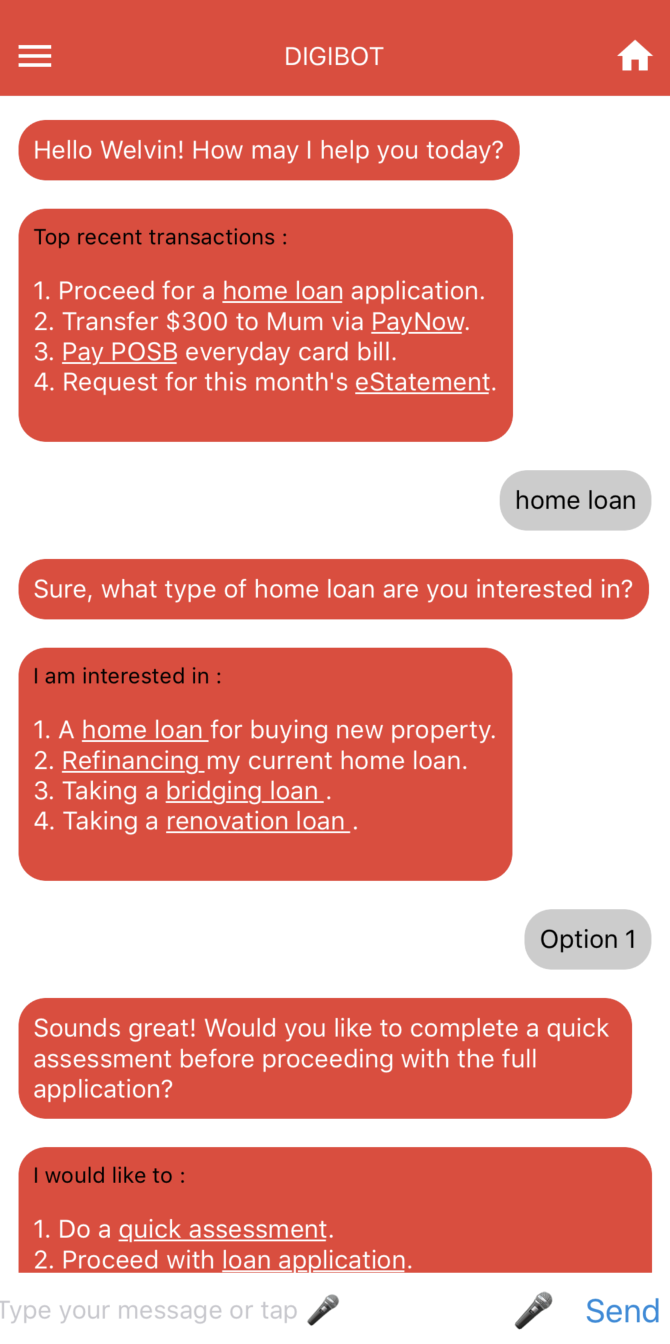 DIGIBOT
Hello Welvin! How may I help you today?
Top recent transactions :
1. Proceed for a home loan application.
2. Transfer $300 to Mum via PayNow.
3. Pay POSB everyday card bill.
4. Request for this month's eStatement.
home loan
Sure, what type of home loan are you interested in?
I am interested in :
1. A home loan for buying new property.
2. Refinancing my current home loan.
3. Taking a bridging loan .
4. Taking a renovation loan .
Option 1
Sounds great! Would you like to complete a quick
assessment before proceeding with the full
application?
I would like to :
1. Do a quick assessment.
2. Proceed with loan application.
Type your message or tap 🎤 🎤 Send